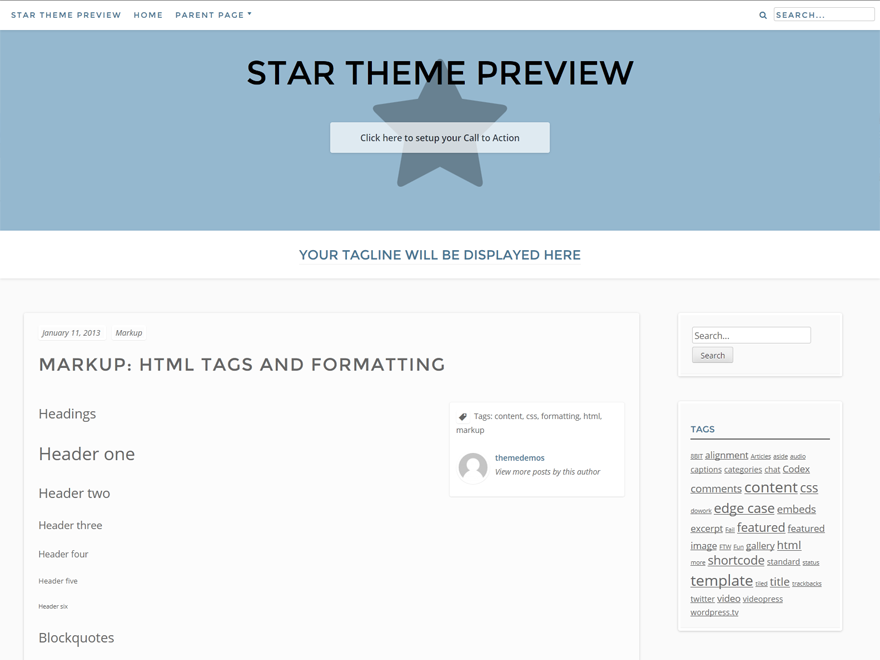 STAR THEME PREVIEW HOME PARENT PAGE SEARCH...
STAR THEME PREVIEW
Click here to setup your Call to Action
YOUR TAGLINE WILL BE DISPLAYED HERE
January 11, 2013 Markup
MARKUP: HTML TAGS AND FORMATTING
Headings
Header one
Header two
Header three
Header four
Header five
Header six
Blockquotes
Tags: content, css, formatting, html,
markup
themedemos
View more posts by this author
Search...
Search
TAGS
8BIT alignment Articles aside audio
captions categories chat Codex
comments content css
dowork edge case embeds
excerpt Fail featured featured
image FTW Fun gallery html
more shortcode standard status
template tiled title trackbacks
twitter video videopress
wordpress.tv